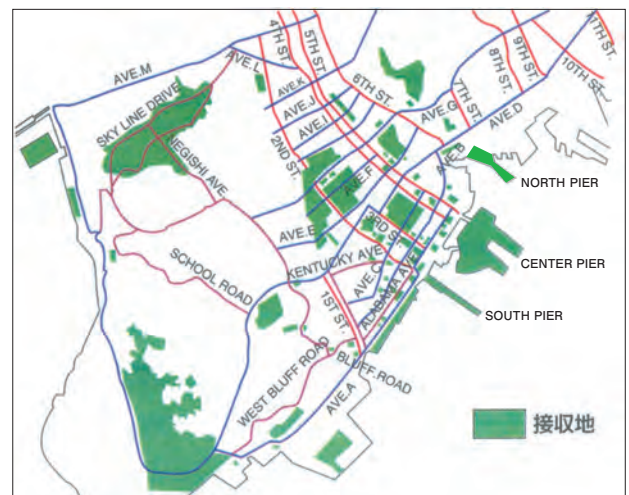 AVE.M
SKY LINE DRIVE
NEGISHI AVE
AVE.L
4TH ST.
5TH ST.
AVE.K
AVE.J
AVE.I
2ND ST.
6TH ST.
AVE.G
7TH ST.
8TH ST.
9TH ST.
10TH ST.
11TH ST.
AVE.D
AVE.B
AVE.F
AVE.E
3RD ST.
KENTUCKY AVE
AVE.C
ALABAMA AVE
1ST ST.
SCHOOL ROAD
WEST BLUFF ROAD
BLUFF.ROAD
AVE.A
NORTH PIER
CENTER PIER
SOUTH PIER
接収地